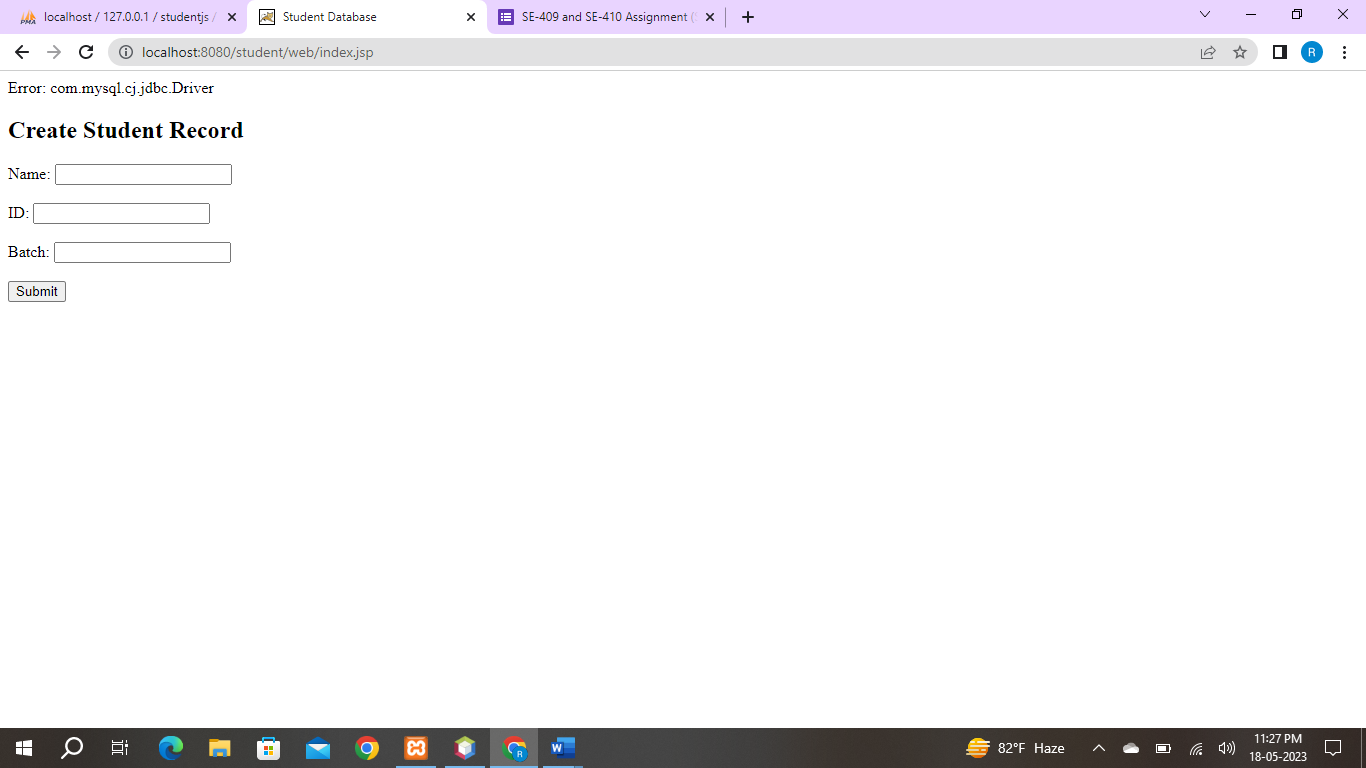 localhost / 127.0.0.1 / studentjs /
Student Database
SE-409 and SE-410 Assignment (
localhost:8080/student/web/index.jsp
R
Error: com.mysql.cj.jdbc.Driver
Create Student Record
Name:
ID:
Batch:
Submit
82°F Haze
11:27 PM
18-05-2023